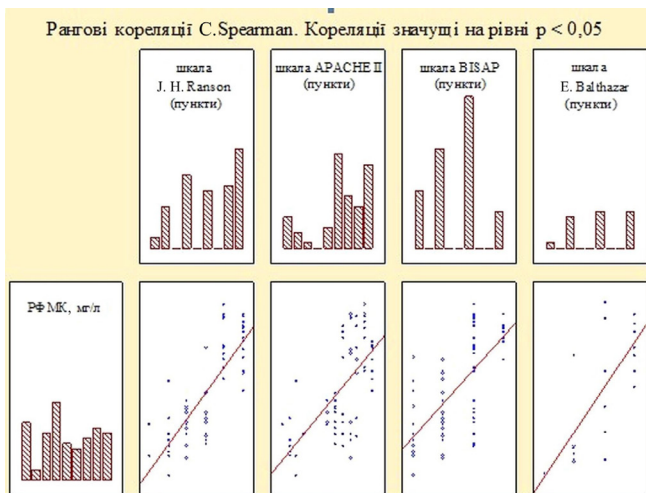 Рангові кореляції C.Spearman. Кореляції значущі на рівні p < 0,05
шкала
J. H. Ranson
(пункти)
шкала APACHE II
(пункти)
шкала BISAP
(пункти)
шкала
E. Balthazar
(пункти)
РФМК, мг/л